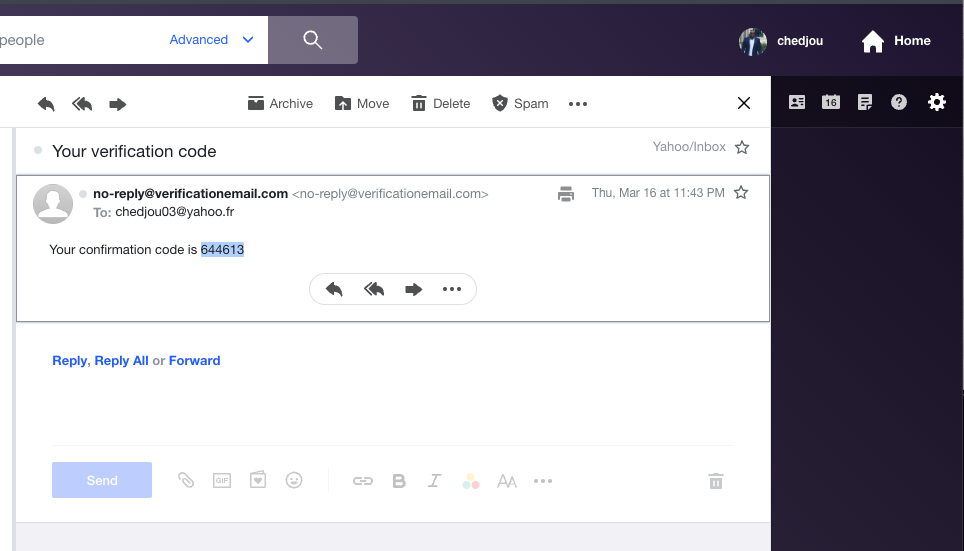 people Advanced chedjou Home
Archive Move Delete Spam 16
Your verification code Yahoo/Inbox
no-reply@verificationemail.com <no-reply@verificationemail.com> Thu, Mar 16 at 11:43 PM
To: chedjou03@yahoo.fr
Your confirmation code is 644613
Reply, Reply All or Forward
Send GIF B I AA